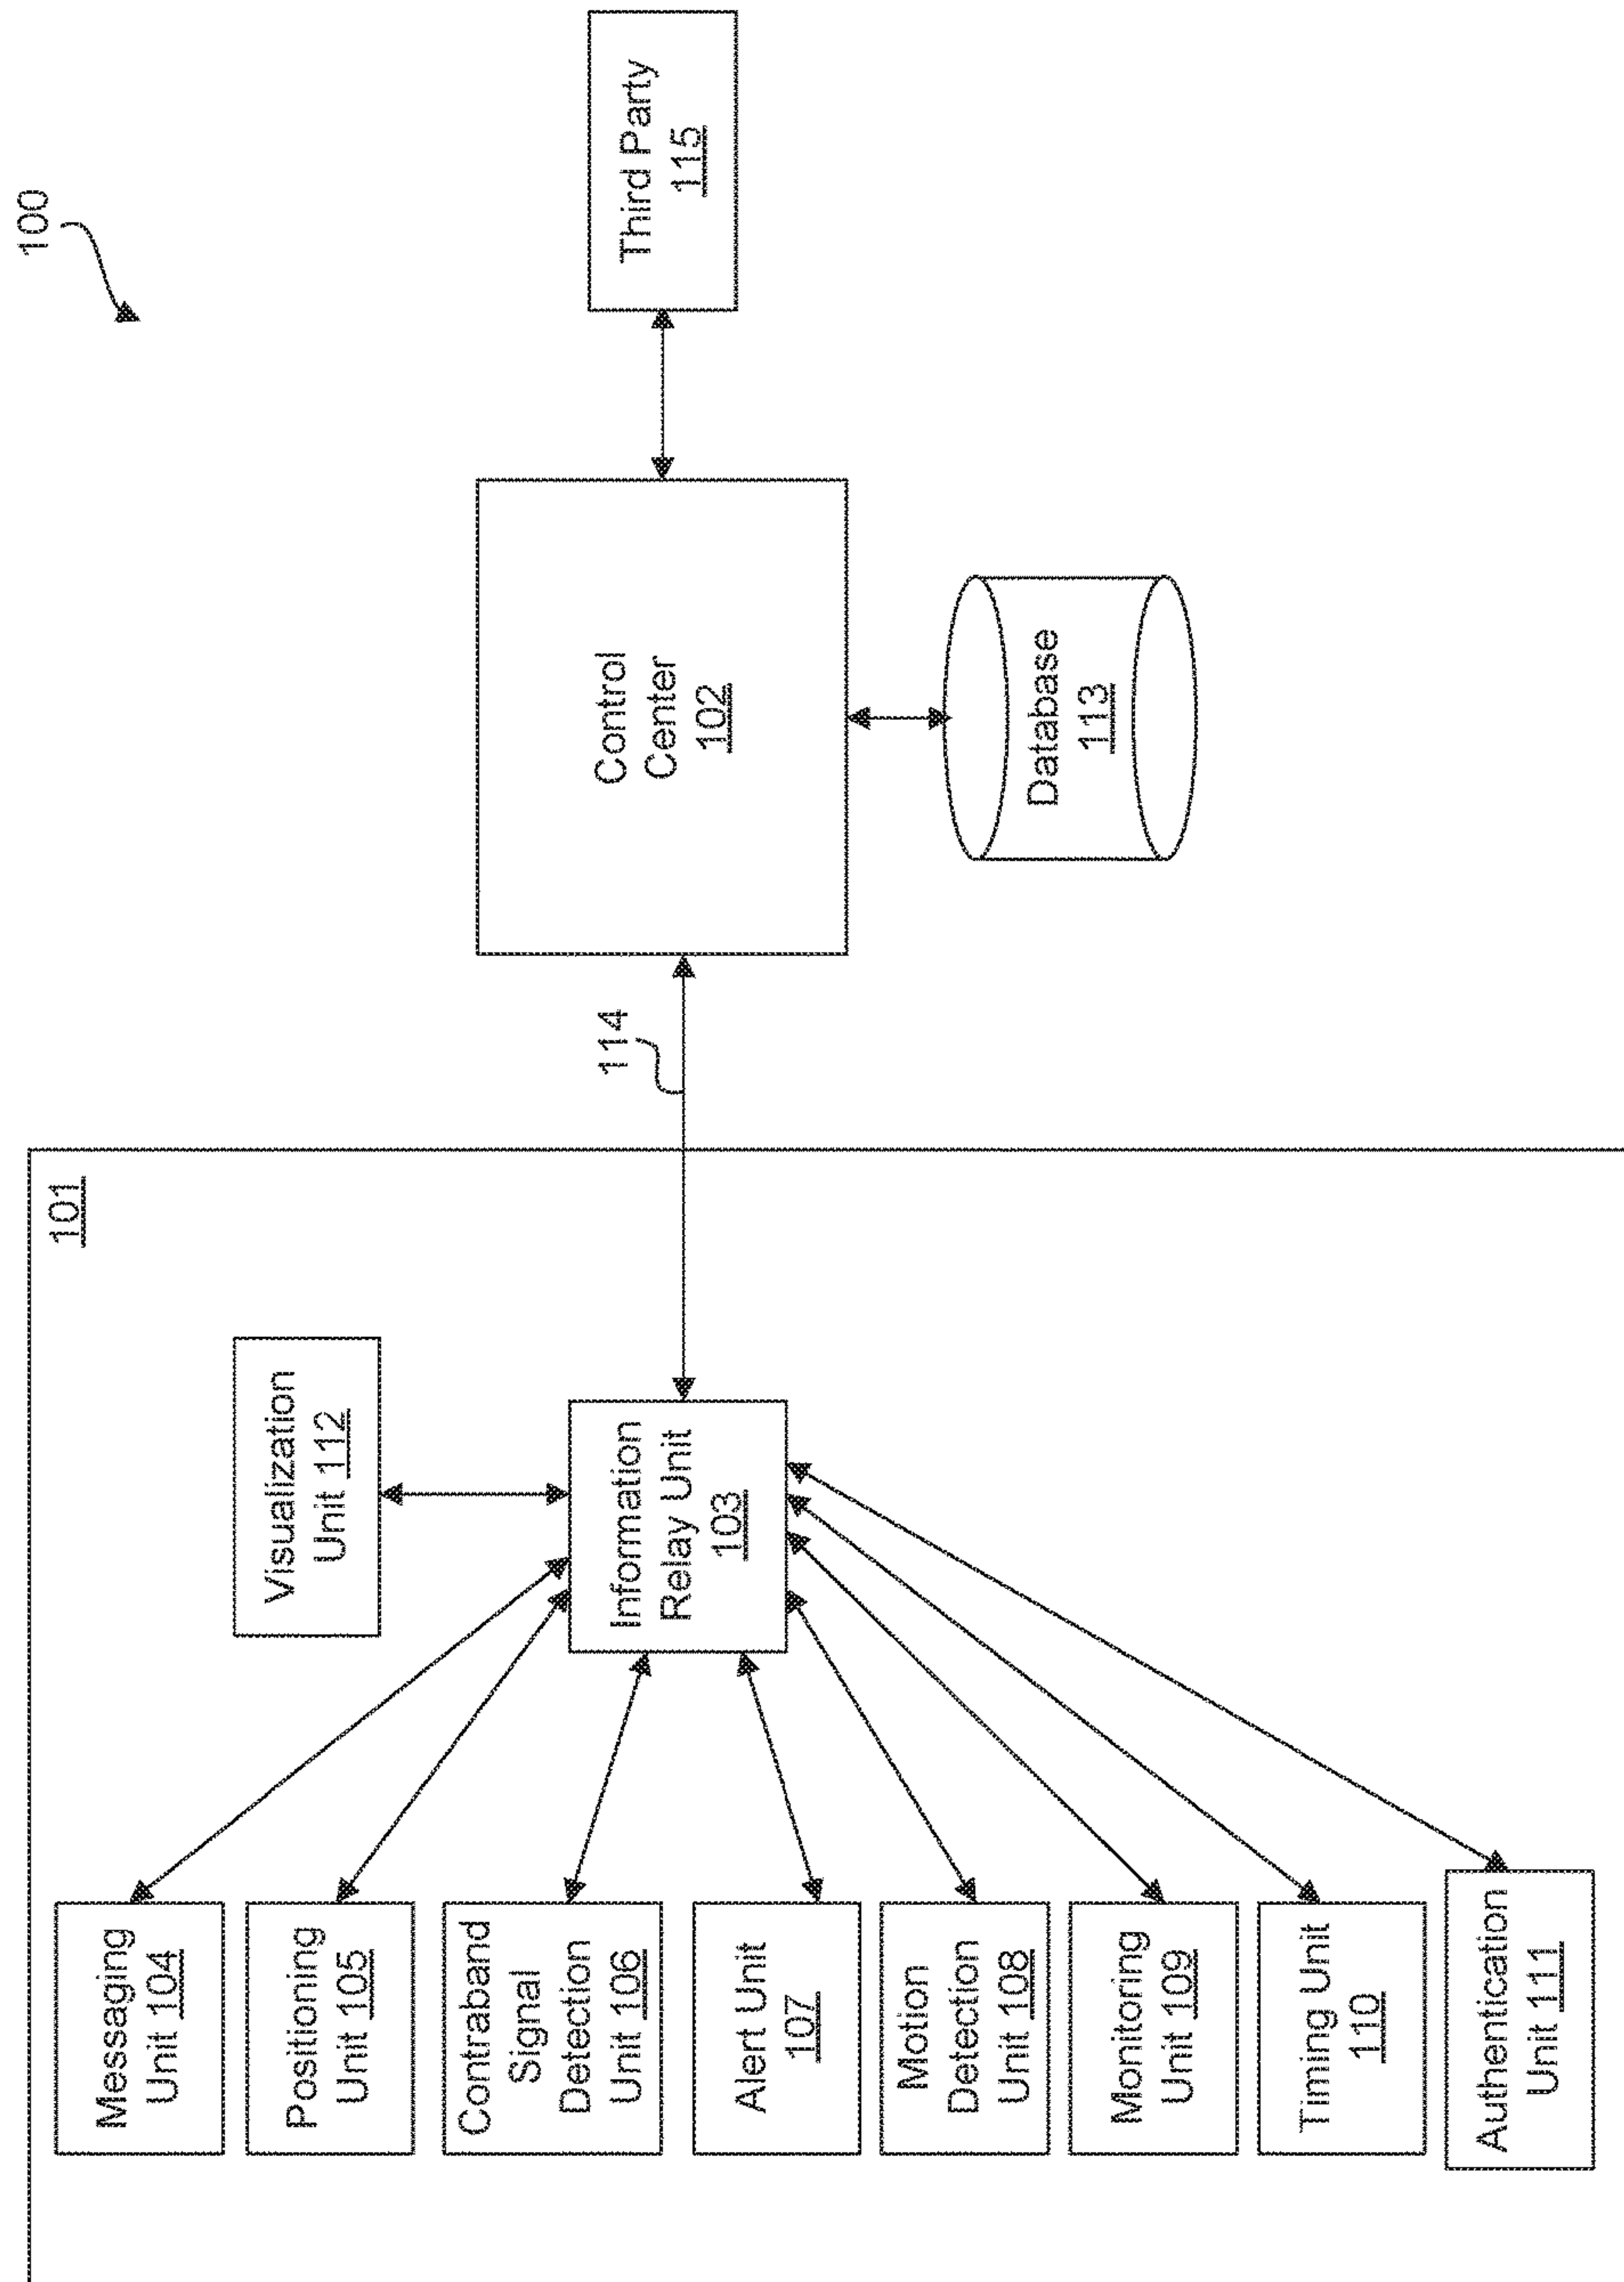 100
101
Visualization
Unit 112
Messaging
Unit 104
Positioning
Unit 105
Contraband
Signal
Detection
Unit 106
Alert Unit
107
Motion
Detection
Unit 108
Monitoring
Unit 109
Timing Unit
110
Authentication
Unit 111
Information
Relay Unit
103
114
Control
Center
102
Database
113
Third Party
115